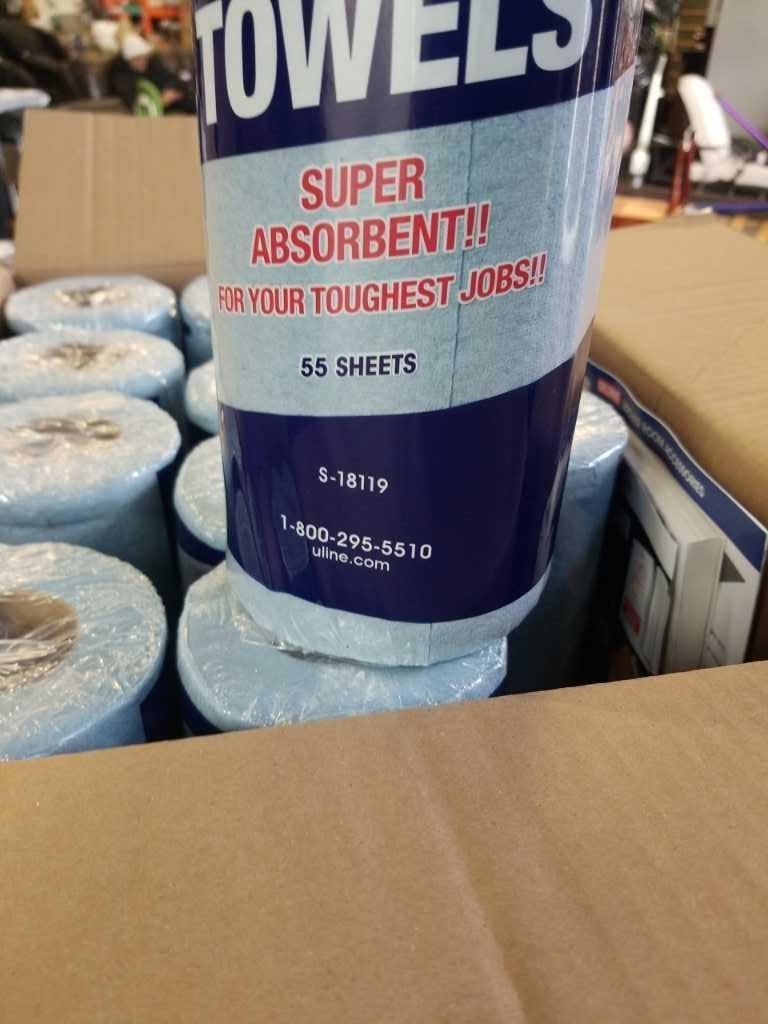 TOWELS
SUPER
ABSORBENT!!
FOR YOUR TOUGHEST JOBS!!
55 SHEETS
S-18119
1-800-295-5510
uline.com